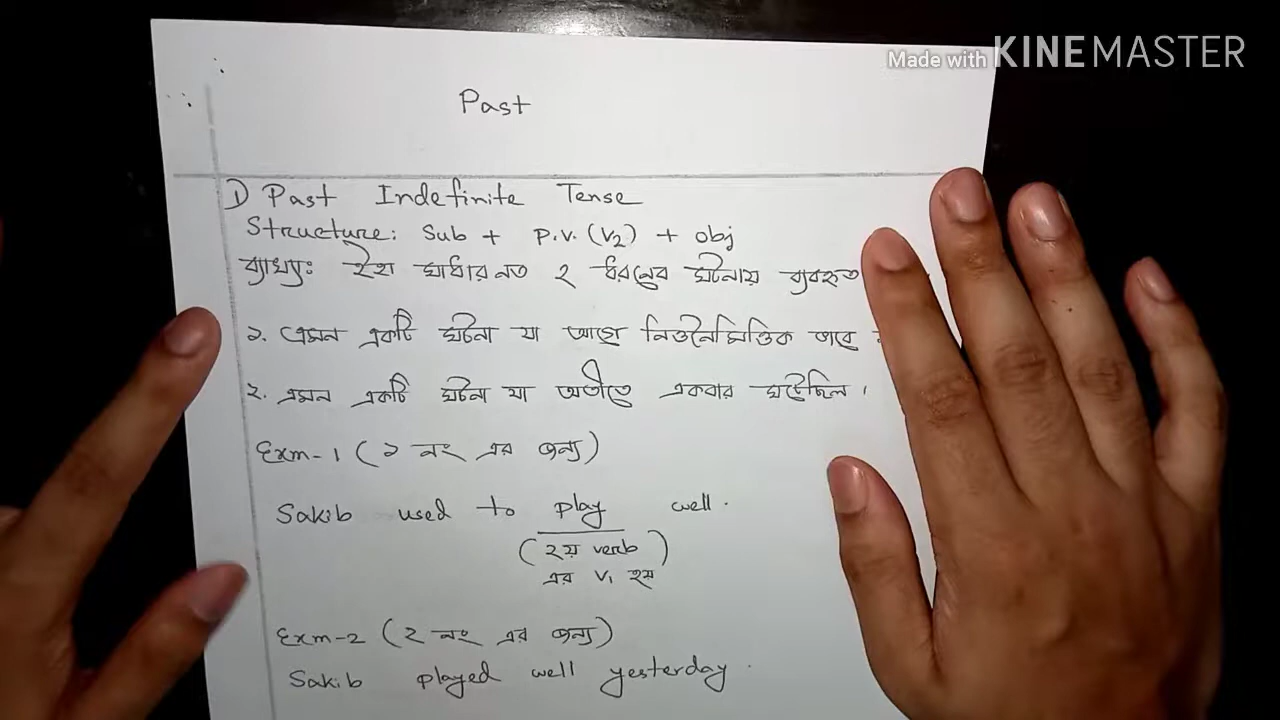 Made with KINEMASTER
Past
1) Past Indefinite Tense
Structure: Sub + P.V. (V2) + obj
ব্যাখ্যাঃ ইহা সাধারনত ২ ধরনের ঘটনায় ব্যবহৃত
১. এমন একটি ঘটনা যা আগে নিতনৈমিত্তিক ভাবে
২. এমন একটি ঘটনা যা অতীতে একবার ঘটেছিল।
Exm-1 (১ নং এর জন্য)
Sakib used to play well.
(২য় verb)
এর V1 হয়
Exm-2 (২ নং এর জন্য)
Sakib played well yesterday.